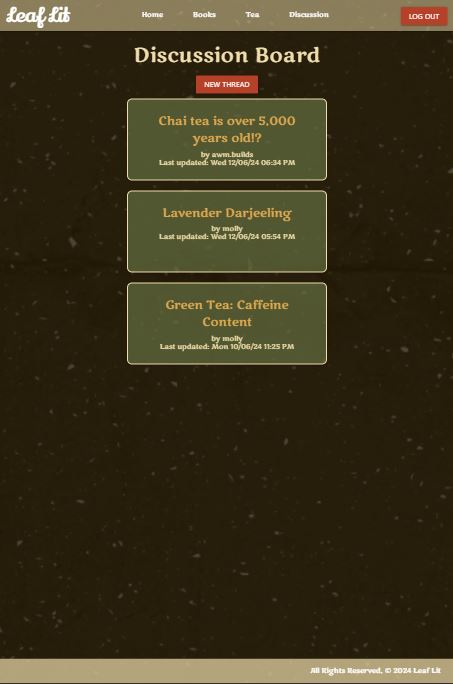 Leaf Lit
Home Books Tea Discussion
LOG OUT
Discussion Board
NEW THREAD
Chai tea is over 5,000
years old!?
by awm.builds
Last updated: Wed 12/06/24 06:34 PM
Lavender Darjeeling
by molly
Last updated: Wed 12/06/24 05:54 PM
Green Tea: Caffeine
Content
by molly
Last updated: Mon 10/06/24 11:25 PM
All Rights Reserved, © 2024 Leaf Lit